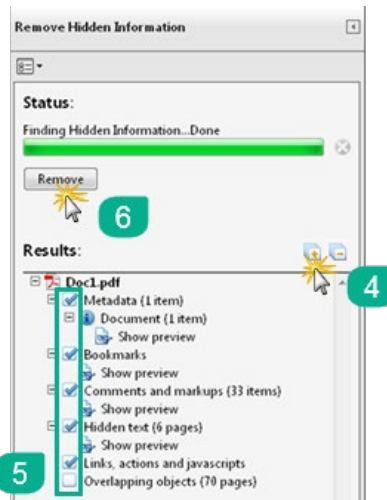 Remove Hidden Information
Status:
Finding Hidden Information...Done
Remove
6
Results:
4
Doc1.pdf
Metadata (1 item)
Document (1 item)
Show preview
Bookmarks
Show preview
Comments and markups (33 items)
Show preview
Hidden text (6 pages)
Show preview
5
Links, actions and javascripts
Overlapping objects (70 pages)